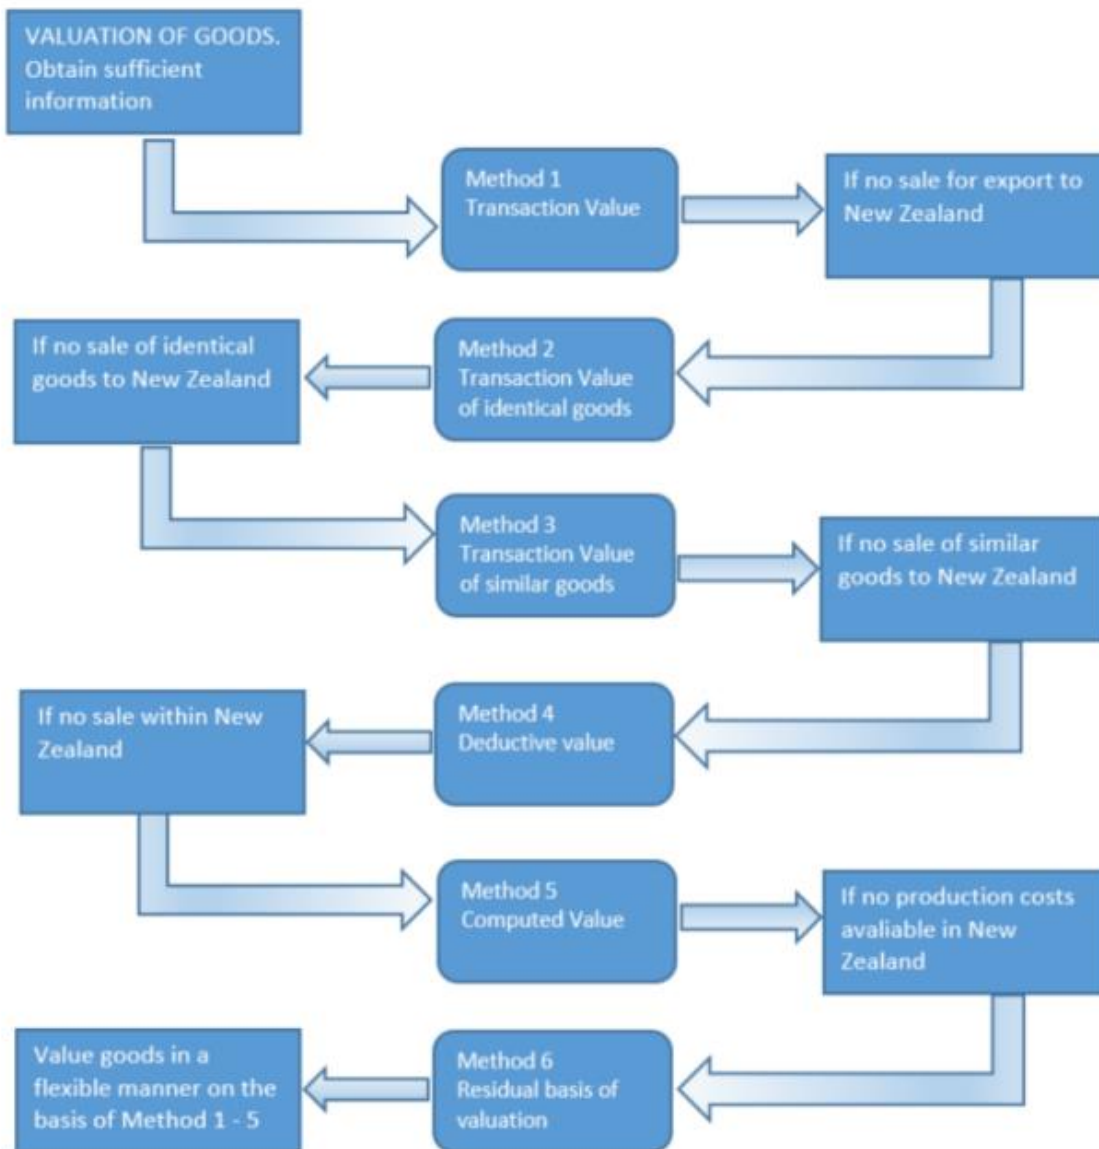 VALUATION OF GOODS.
Obtain sufficient
information
Method 1
Transaction Value
If no sale for export to
New Zealand
Method 2
Transaction Value
of identical goods
If no sale of identical
goods to New Zealand
Method 3
Transaction Value
of similar goods
If no sale of similar
goods to New Zealand
Method 4
Deductive value
If no sale within New
Zealand
Method 5
Computed Value
If no production costs
avaliable in New
Zealand
Method 6
Residual basis of
valuation
Value goods in a
flexible manner on the
basis of Method 1 - 5